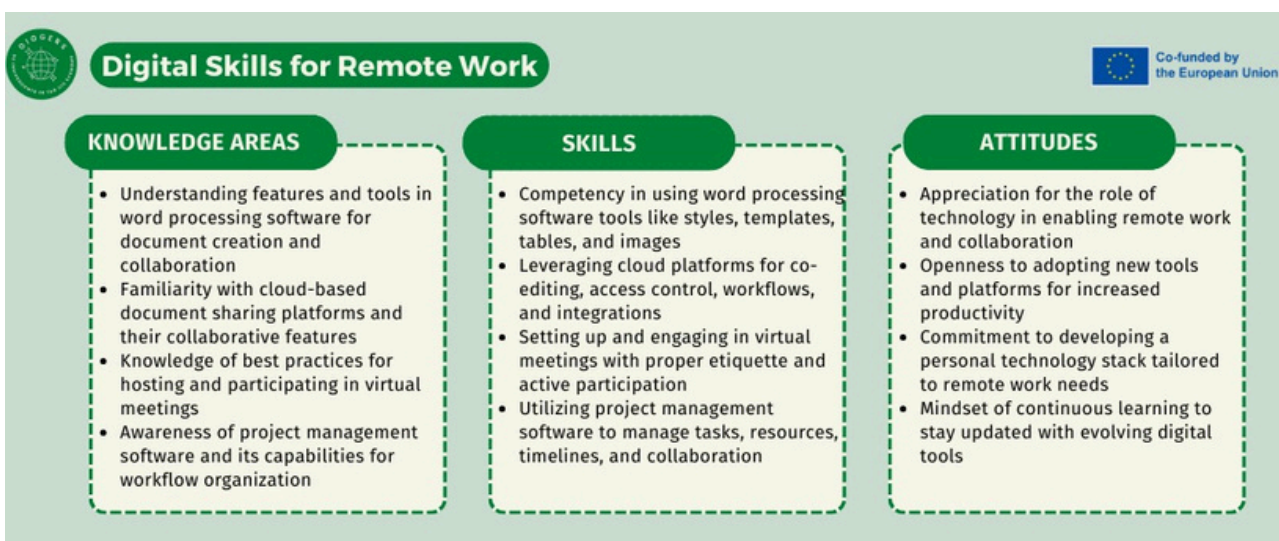 DIOGENE
Digital Skills for Remote Work
Co-funded by
the European Union
KNOWLEDGE AREAS
• Understanding features and tools in
word processing software for
document creation and
collaboration
• Familiarity with cloud-based
document sharing platforms and
their collaborative features
• Knowledge of best practices for
hosting and participating in virtual
meetings
• Awareness of project management
software and its capabilities for
workflow organization
SKILLS
• Competency in using word processing
software tools like styles, templates,
tables, and images
• Leveraging cloud platforms for co-
editing, access control, workflows,
and integrations
• Setting up and engaging in virtual
meetings with proper etiquette and
active participation
• Utilizing project management
software to manage tasks, resources,
timelines, and collaboration
ATTITUDES
• Appreciation for the role of
technology in enabling remote work
and collaboration
• Openness to adopting new tools
and platforms for increased
productivity
• Commitment to developing a
personal technology stack tailored
to remote work needs
• Mindset of continuous learning to
stay updated with evolving digital
tools